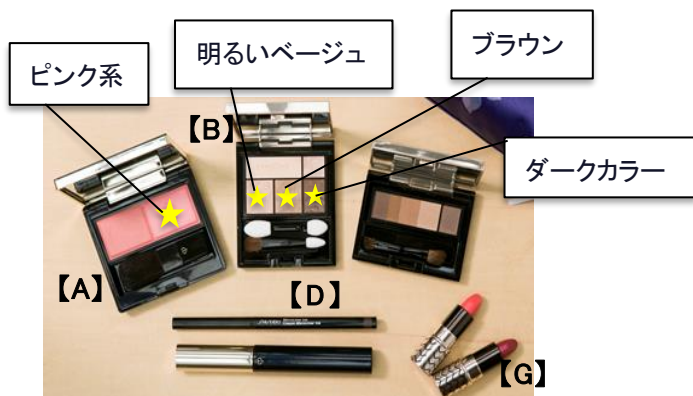 ピンク系
明るいベージュ
ブラウン
ダークカラー
【B】
【A】
【D】
SHISEIDO
【G】